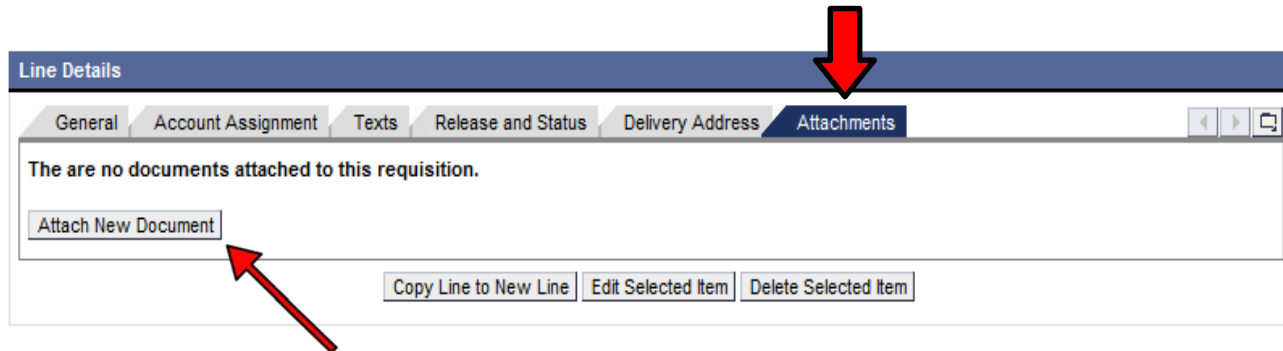 Line Details
General Account Assignment Texts Release and Status Delivery Address Attachments
The are no documents attached to this requisition.
Attach New Document
Copy Line to New Line Edit Selected Item Delete Selected Item